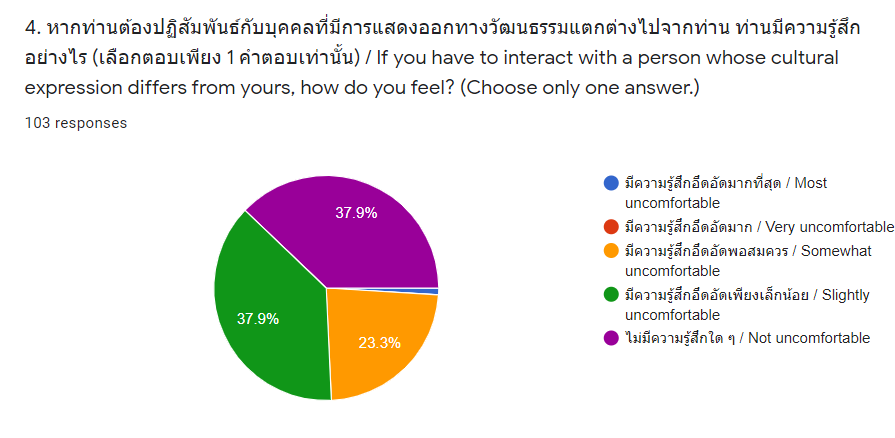 4. หากท่านต้องปฏิสัมพันธ์กับบุคคลที่มีการแสดงออกทางวัฒนธรรมแตกต่างไปจากท่าน ท่านมีความรู้สึก
อย่างไร (เลือกตอบเพียง 1 คำตอบเท่านั้น) / If you have to interact with a person whose cultural
expression differs from yours, how do you feel? (Choose only one answer.)
103 responses
37.9%
37.9%
23.3%
มีความรู้สึกอึดอัดมากที่สุด / Most
uncomfortable
มีความรู้สึกอึดอัดมาก / Very uncomfortable
มีความรู้สึกอึดอัดพอสมควร / Somewhat
uncomfortable
มีความรู้สึกอึดอัดเพียงเล็กน้อย / Slightly
uncomfortable
ไม่มีความรู้สึกใด ๆ / Not uncomfortable